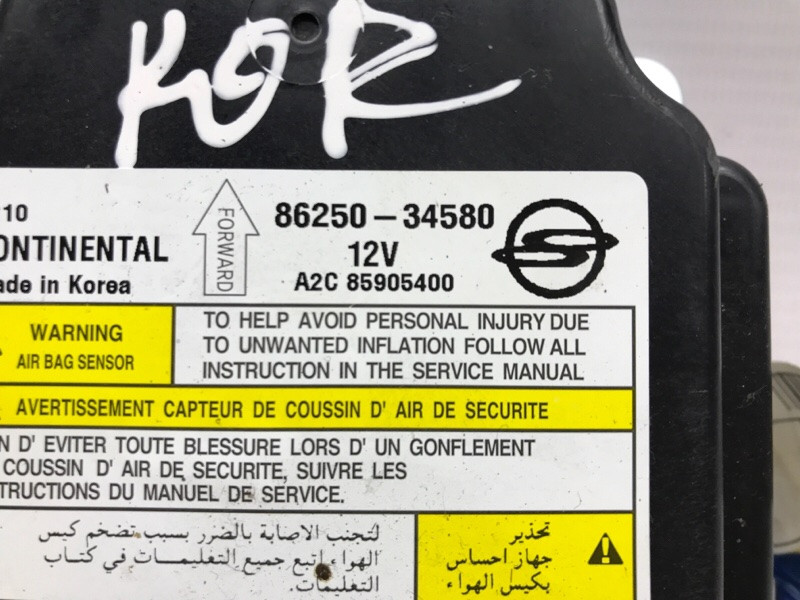 KOR
10
ONTINENTAL
ade in Korea
FORWARD
86250-34580
12V
A2C 85905400
WARNING
AIR BAG SENSOR
TO HELP AVOID PERSONAL INJURY DUE
TO UNWANTED INFLATION FOLLOW ALL
INSTRUCTION IN THE SERVICE MANUAL
AVERTISSEMENT CAPTEUR DE COUSSIN D' AIR DE SECURITE
N D' EVITER TOUTE BLESSURE LORS D' UN GONFLEMENT
COUSSIN D' AIR DE SECURITE, SUIVRE LES
TRUCTIONS DU MANUEL DE SERVICE.
تحذير
جهاز احساس
بكيس الهواء
لتجنب الاصابة بالضرر بسبب تضخم كيس
الهواء اتبع جميع التغليمات في كتاب
التغليمات.